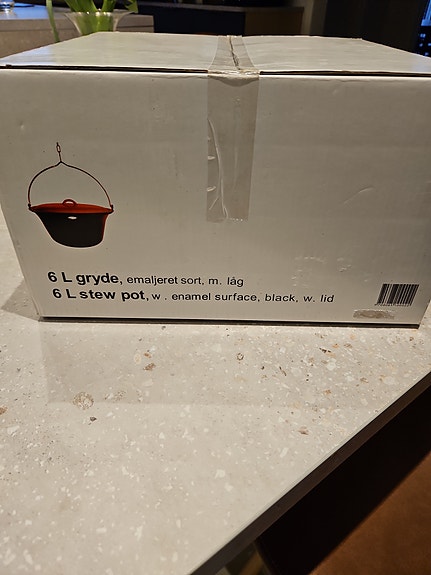 6 L gryde, emaljeret sort, m. låg
6 L stew pot, w . enamel surface, black, w. lid